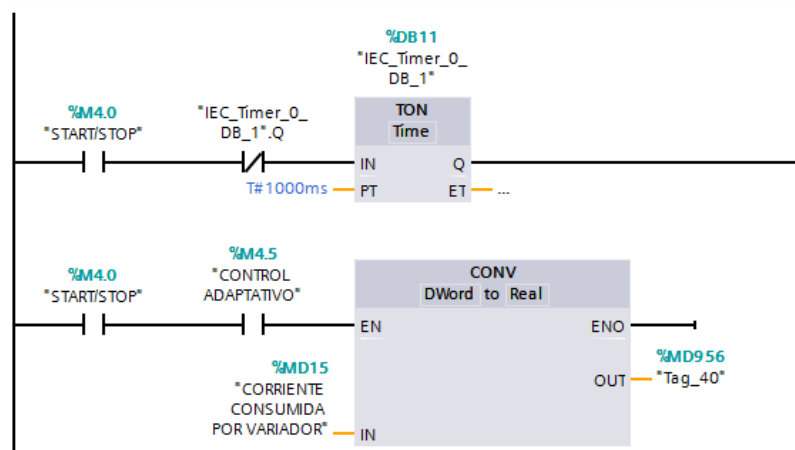 %DB11
"IEC_Timer_0_
DB_1"
%M4.0
"START/STOP"
"IEC_Timer_0_
DB_1".Q
TON
Time
IN
Q
T#1000ms
PT
ET
...
%M4.0
"START/STOP"
%M4.5
"CONTROL
ADAPTATIVO"
CONV
DWord to Real
EN
ENO
%MD15
"CORRIENTE
CONSUMIDA
POR VARIADOR"
IN
OUT
%MD956
"Tag_40"